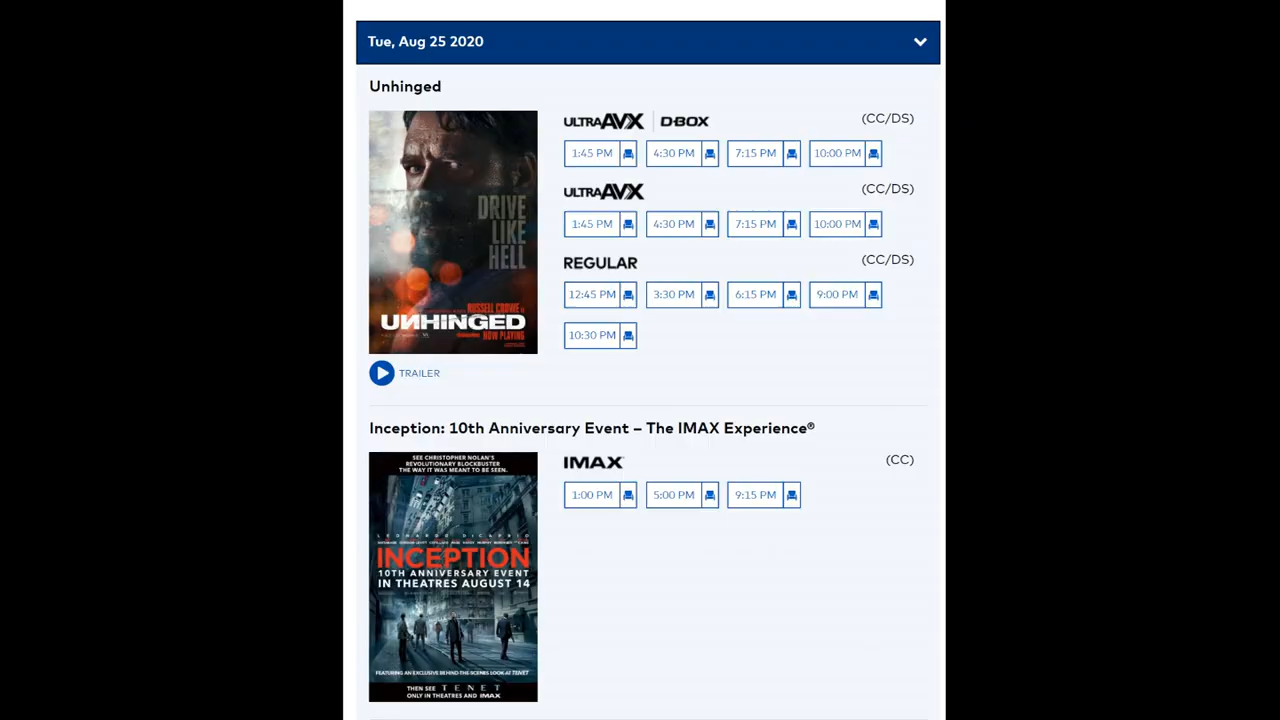 Tue, Aug 25 2020
Unhinged
ULTRAAVX | D-BOX (CC/DS)
1:45 PM 4:30 PM 7:15 PM 10:00 PM
ULTRAAVX (CC/DS)
1:45 PM 4:30 PM 7:15 PM 10:00 PM
REGULAR (CC/DS)
12:45 PM 3:30 PM 6:15 PM 9:00 PM
10:30 PM
DRIVE
LIKE
HELL
RUSSELL CROWE IS
UNHINGED
NOW PLAYING
TRAILER
Inception: 10th Anniversary Event – The IMAX Experience®
IMAX (CC)
1:00 PM 5:00 PM 9:15 PM
SEE CHRISTOPHER NOLAN'S
REVOLUTIONARY BLOCKBUSTER
THE WAY IT WAS MEANT TO BE SEEN.
LEONARDO DICAPRIO
INCEPTION
10TH ANNIVERSARY EVENT
IN THEATRES AUGUST 14
FEATURING AN EXCLUSIVE BEHIND-THE-SCENES LOOK AT TENET
THEN SEE TENET
ONLY IN THEATRES AND IMAX